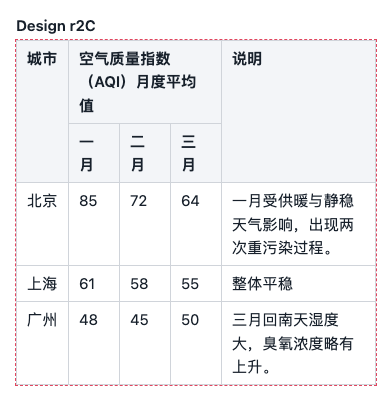 Design r2C
城市
空气质量指数
（AQI）月度平均
值
说明
一
月
二
月
三
月
北京
85
72
64
一月受供暖与静稳
天气影响，出现两
次重污染过程。
上海
61
58
55
整体平稳
广州
48
45
50
三月回南天湿度
大，臭氧浓度略有
上升。